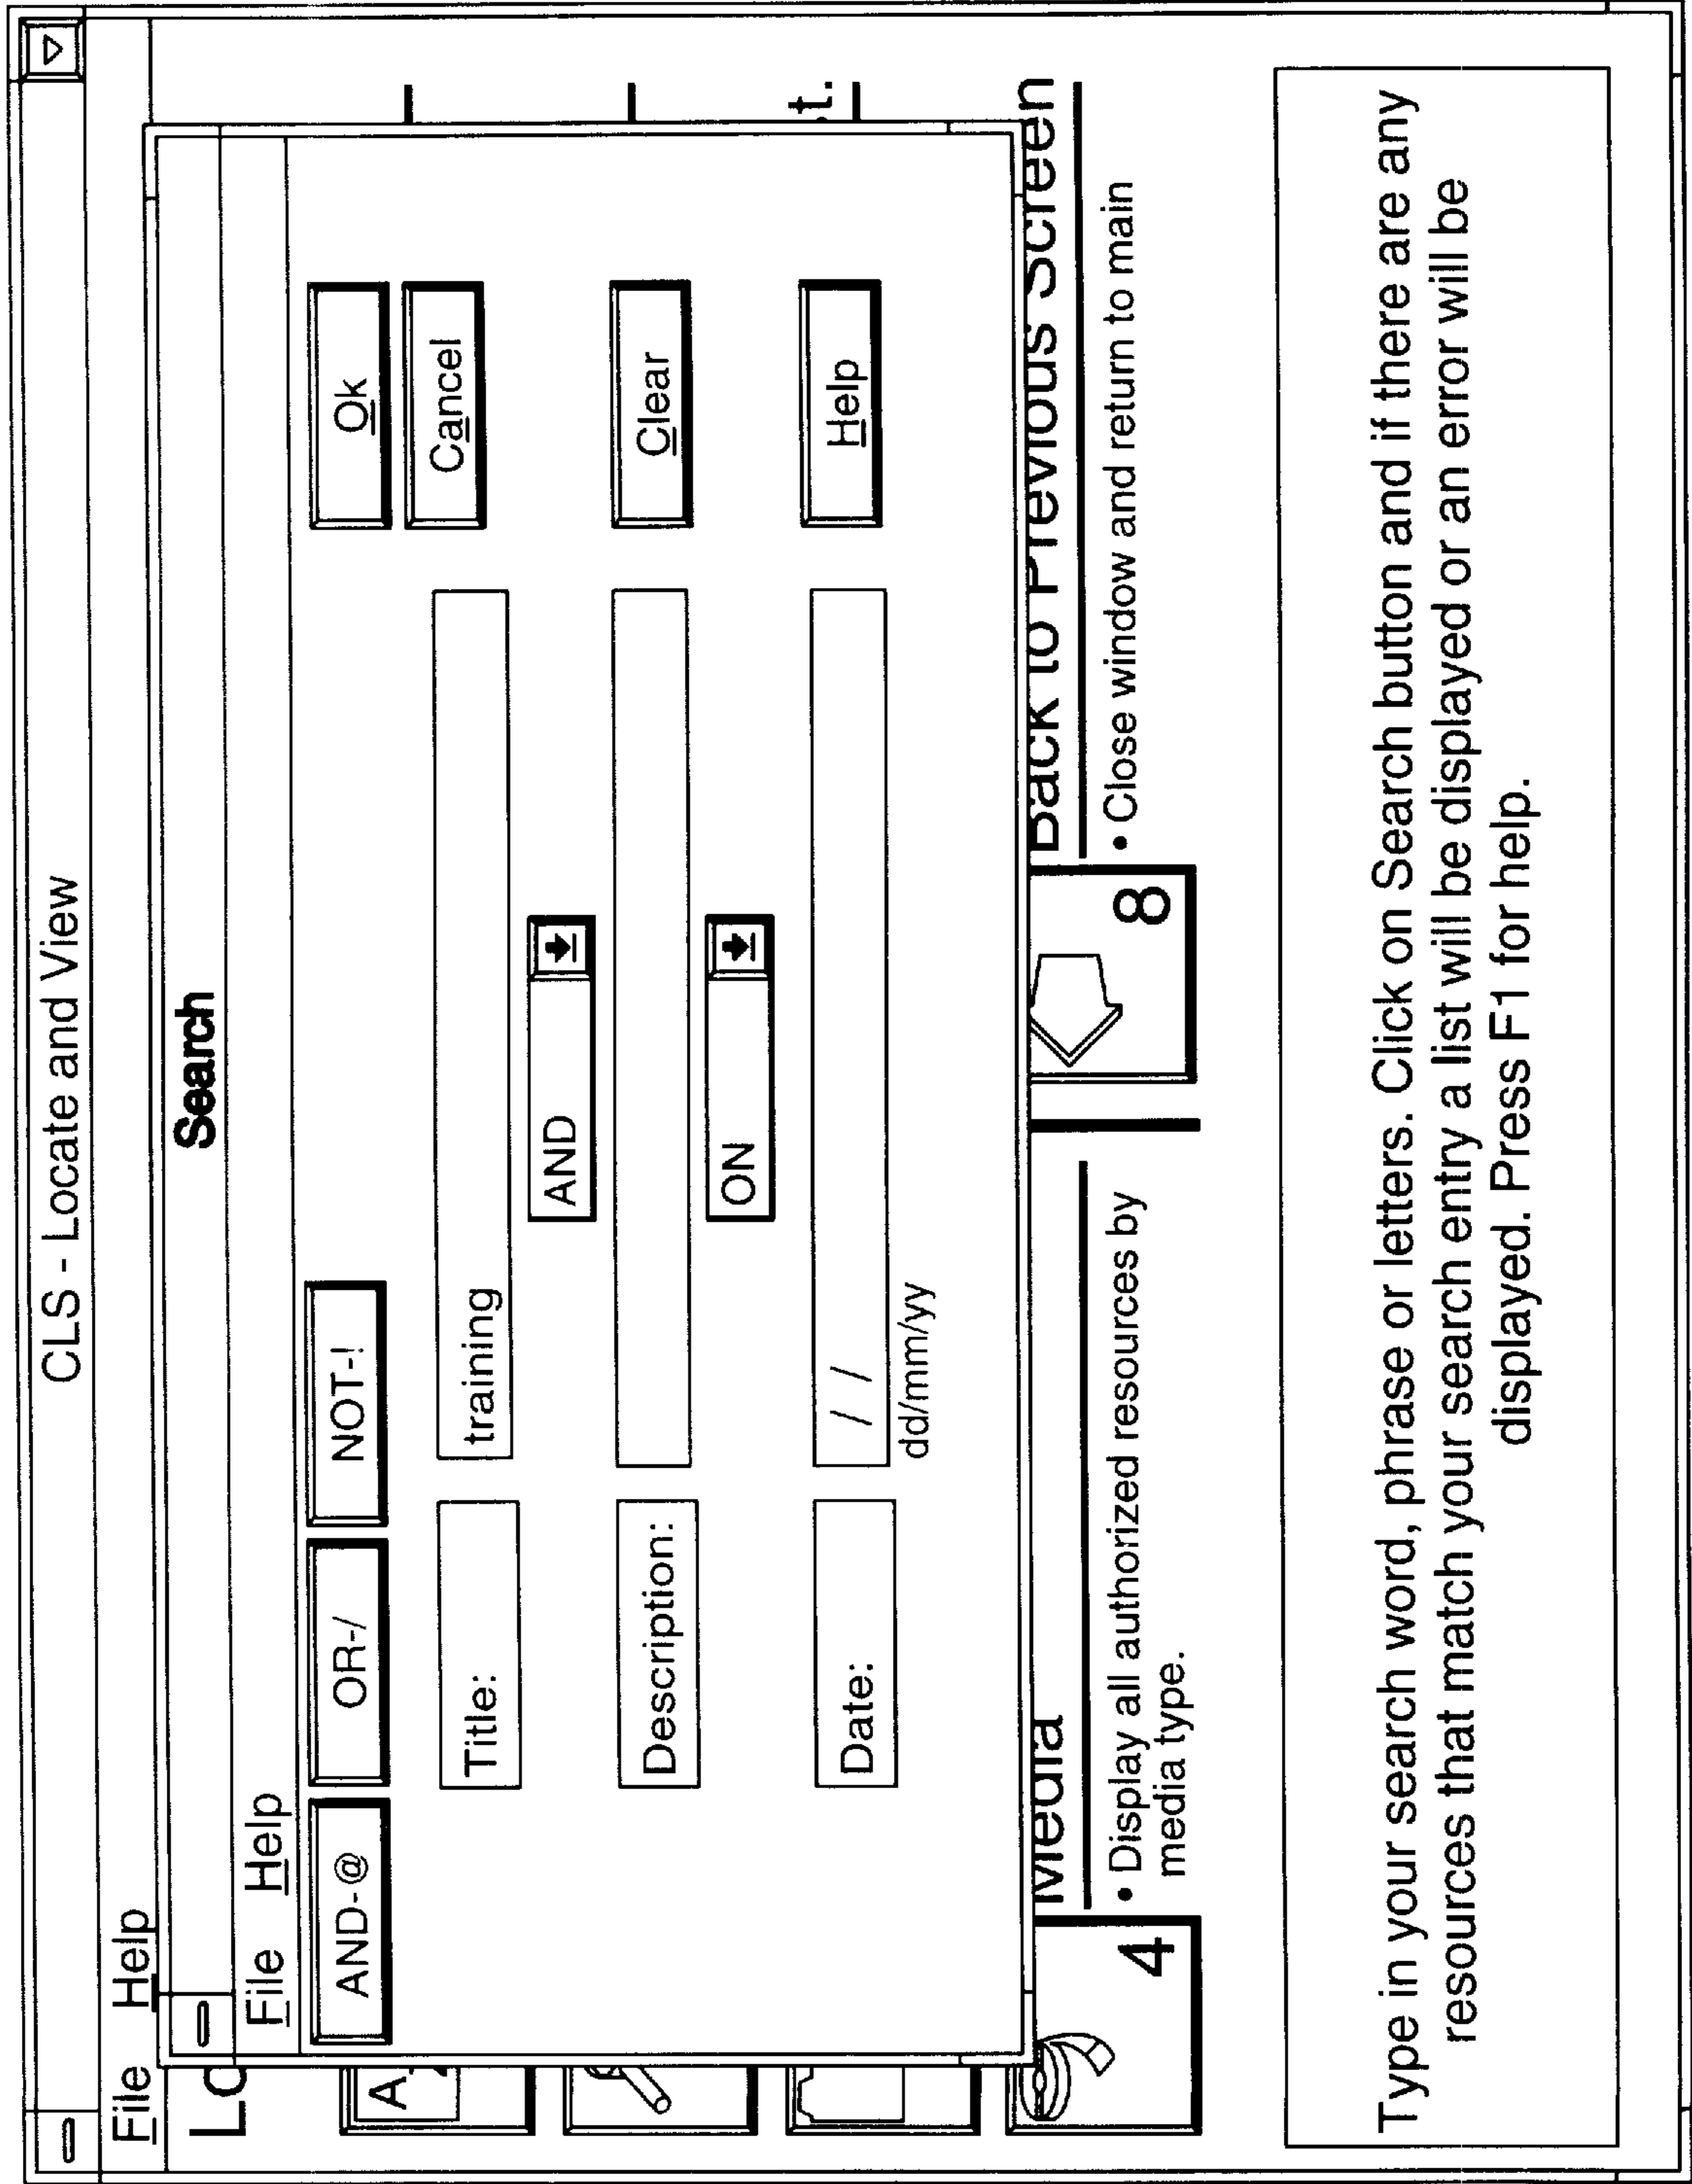 CLS - Locate and View
File Help
Search
File Help
AND-@ OR-/ NOT-! Ok
Cancel
Title: training
AND
Description: Clear
ON
Date: / / Help
dd/mm/yy
t.
4 Media
• Display all authorized resources by
media type.
8 Back to Previous Screen
• Close window and return to main
Type in your search word, phrase or letters. Click on Search button and if there are any
resources that match your search entry a list will be displayed or an error will be
displayed. Press F1 for help.